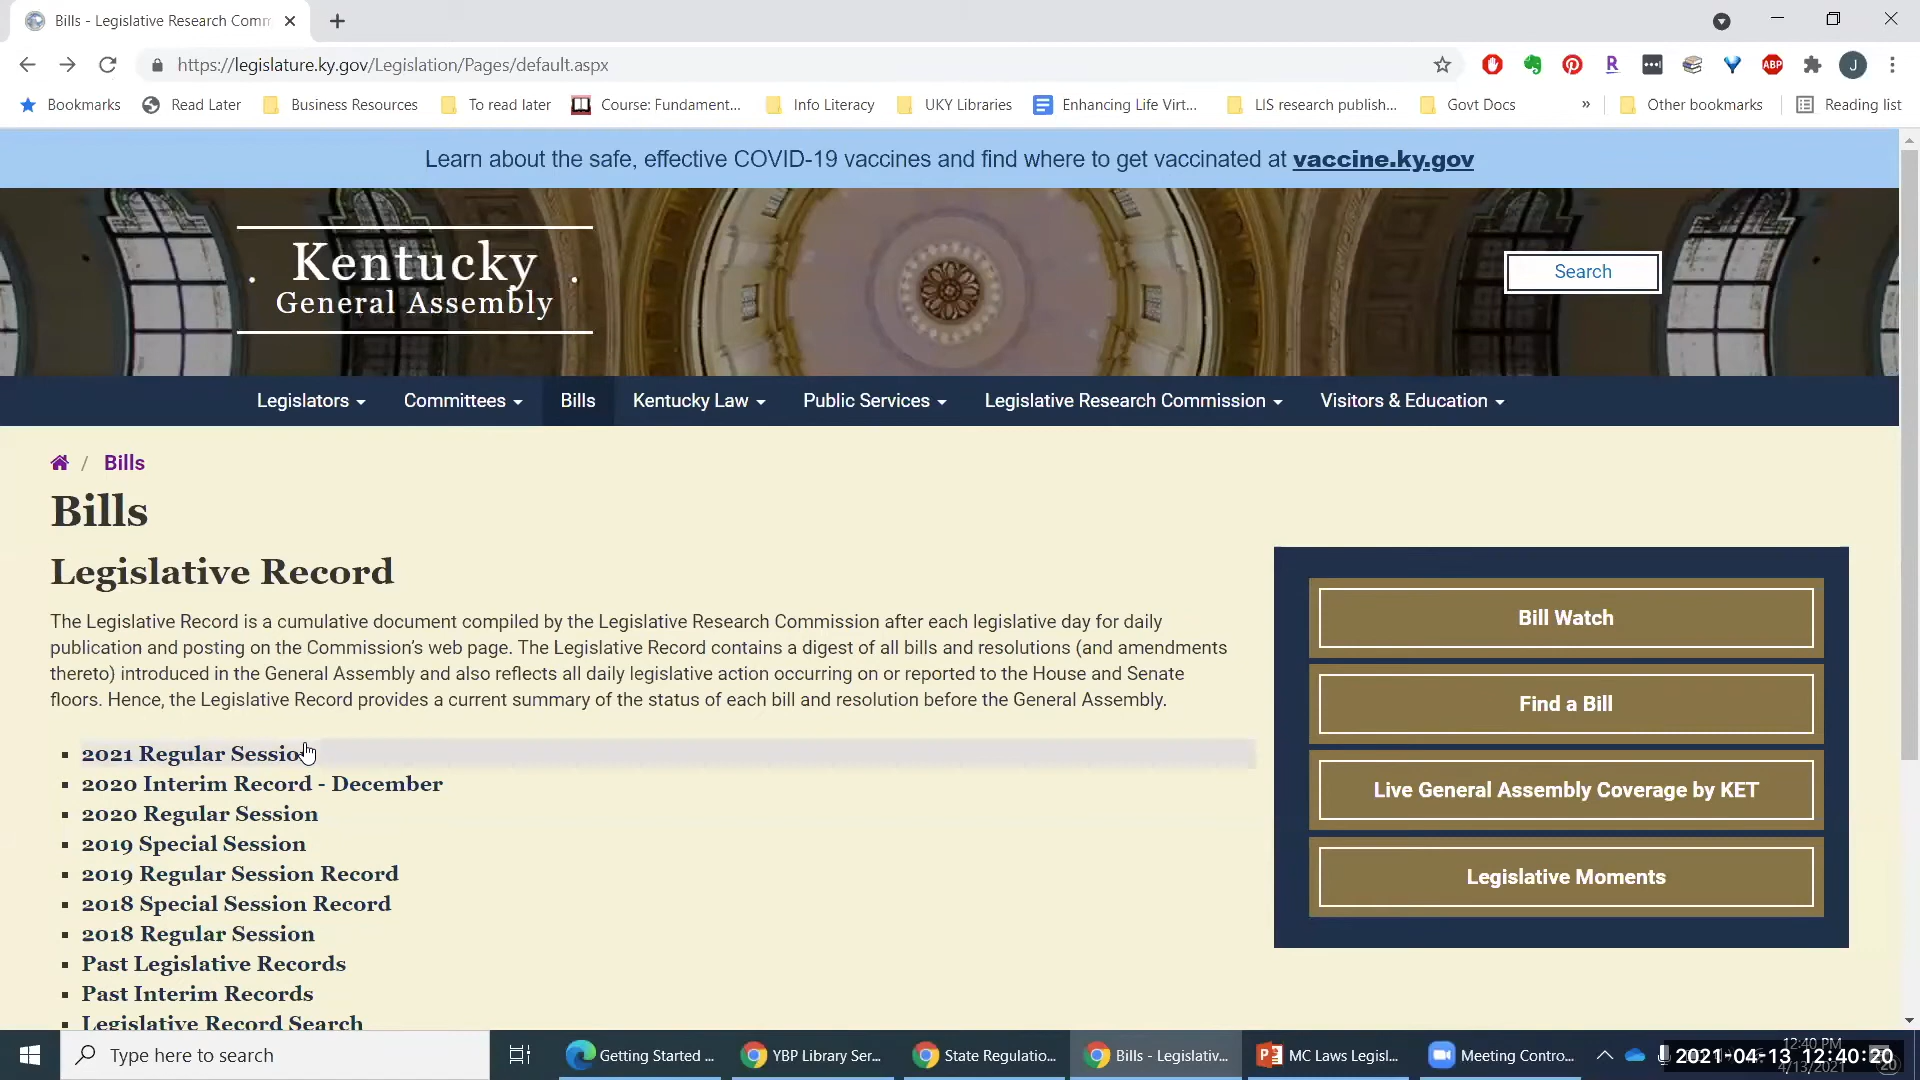 Bills - Legislative Research Comm
https://legislature.ky.gov/Legislation/Pages/default.aspx
ABP
J
Bookmarks Read Later Business Resources To read later Course: Fundament... Info Literacy UKY Libraries Enhancing Life Virt... LIS research publish... Govt Docs » Other bookmarks Reading list
Learn about the safe, effective COVID-19 vaccines and find where to get vaccinated at vaccine.ky.gov
Kentucky
General Assembly
Search
Legislators Committees Bills Kentucky Law Public Services Legislative Research Commission Visitors & Education
/ Bills
Bills
Legislative Record
The Legislative Record is a cumulative document compiled by the Legislative Research Commission after each legislative day for daily
publication and posting on the Commission's web page. The Legislative Record contains a digest of all bills and resolutions (and amendments
thereto) introduced in the General Assembly and also reflects all daily legislative action occurring on or reported to the House and Senate
floors. Hence, the Legislative Record provides a current summary of the status of each bill and resolution before the General Assembly.
2021 Regular Session
2020 Interim Record - December
2020 Regular Session
2019 Special Session
2019 Regular Session Record
2018 Special Session Record
2018 Regular Session
Past Legislative Records
Past Interim Records
Legislative Record Search
Bill Watch
Find a Bill
Live General Assembly Coverage by KET
Legislative Moments
Type here to search
Getting Started ...
YBP Library Ser...
State Regulatio...
Bills - Legislativ...
MC Laws Legisl...
Meeting Contro...
12:40 PM
4/13/2021
2021-04-13 12:40:20
20